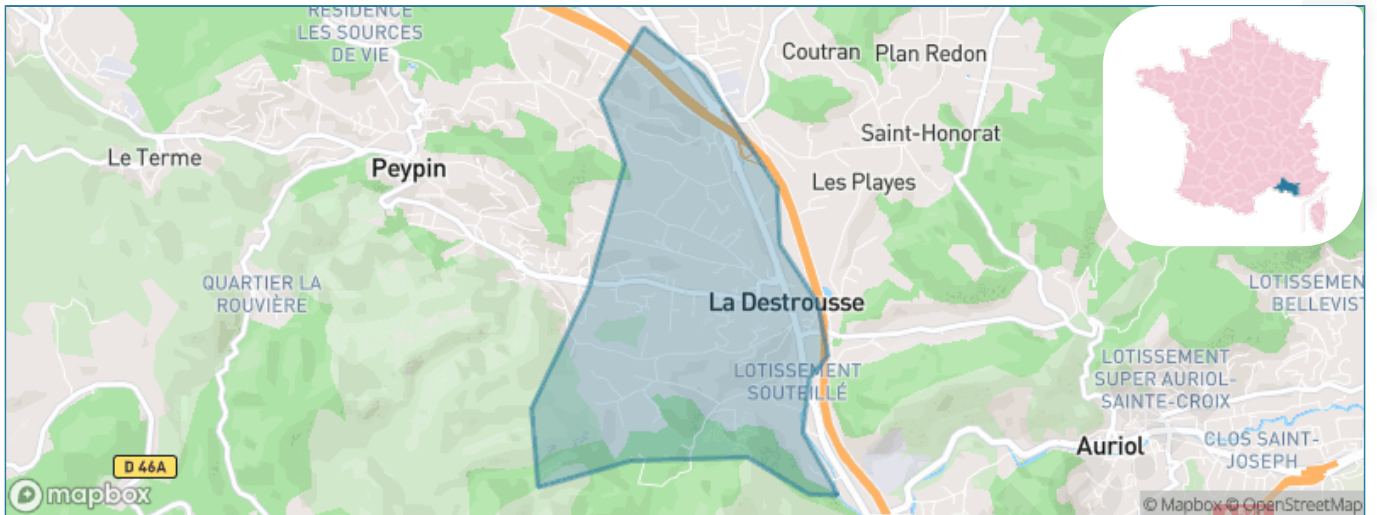 RÉSIDENCE
LES SOURCES
DE VIE
Coutran
Plan Redon
Saint-Honorat
Le Terme
Peypin
Les Playes
QUARTIER LA
ROUVIÈRE
La Destrousse
LOTISSEMEN
BELLEVIST
LOTISSEMENT
SOUTEILLÉ
LOTISSEMENT
SUPER AURIOL-
SAINTE-CROIX
Auriol
CLOS SAINT-
JOSEPH
D 46A
mapbox
© Mapbox © OpenStreetMap